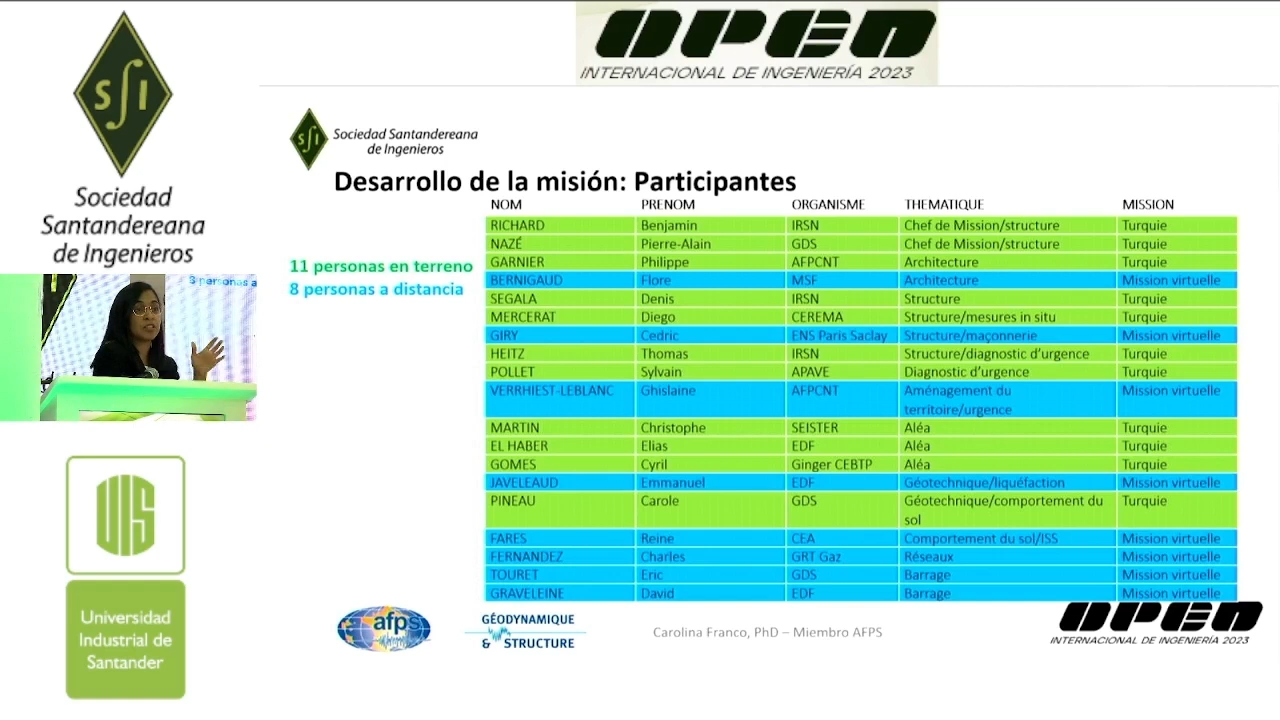 SSI
Sociedad
Santandereana
de Ingenieros
OPEN
INTERNACIONAL DE INGENIERÍA 2023
Sociedad Santandereana
de Ingenieros
Desarrollo de la misión: Participantes
11 personas en terreno
8 personas a distancia
NOM PRENOM ORGANISME THEMATIQUE MISSION
RICHARD Benjamin IRSN Chef de Mission/structure Turquie
NAZÉ Pierre-Alain GDS Chef de Mission/structure Turquie
GARNIER Philippe AFPCNT Architecture Turquie
BERNIGAUD Flore MSF Architecture Mission virtuelle
SEGALA Denis IRSN Structure Turquie
MERCERAT Diego CEREMA Structure/mesures in situ Turquie
GIRY Cedric ENS Paris Saclay Structure/maçonnerie Mission virtuelle
HEITZ Thomas IRSN Structure/diagnostic d'urgence Turquie
POLLET Sylvain APAVE Diagnostic d'urgence Turquie
VERRHIEST-LEBLANC Ghislaine AFPCNT Aménagement du Mission virtuelle
territoire/urgence
MARTIN Christophe SEISTER Aléa Turquie
EL HABER Elias EDF Aléa Turquie
GOMES Cyril Ginger CEBTP Aléa Turquie
JAVELEAUD Emmanuel EDF Géotechnique/liquéfaction Mission virtuelle
PINEAU Carole GDS Géotechnique/comportement du Turquie
sol
FARES Reine CEA Comportement du sol/ISS Mission virtuelle
FERNANDEZ Charles GRT Gaz Réseaux Mission virtuelle
TOURET Eric GDS Barrage Mission virtuelle
GRAVELEINE David EDF Barrage Mission virtuelle
8 personas a
UIS
Universidad
Industrial de
Santander
afps
GÉODYNAMIQUE
& STRUCTURE
Carolina Franco, PhD – Miembro AFPS
OPEN
INTERNACIONAL DE INGENIERÍA 2023